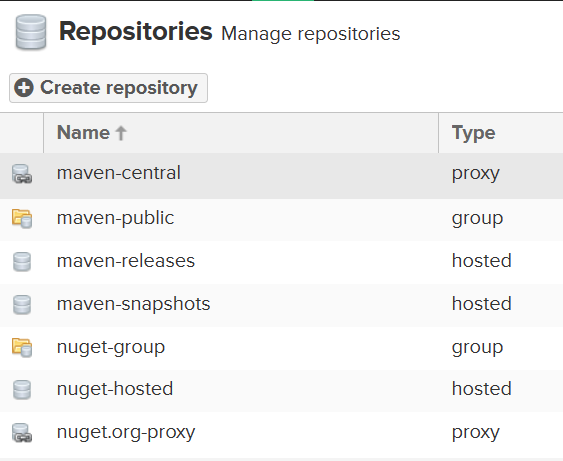 Repositories Manage repositories
Create repository
Name Type
maven-central proxy
maven-public group
maven-releases hosted
maven-snapshots hosted
nuget-group group
nuget-hosted hosted
nuget.org-proxy proxy